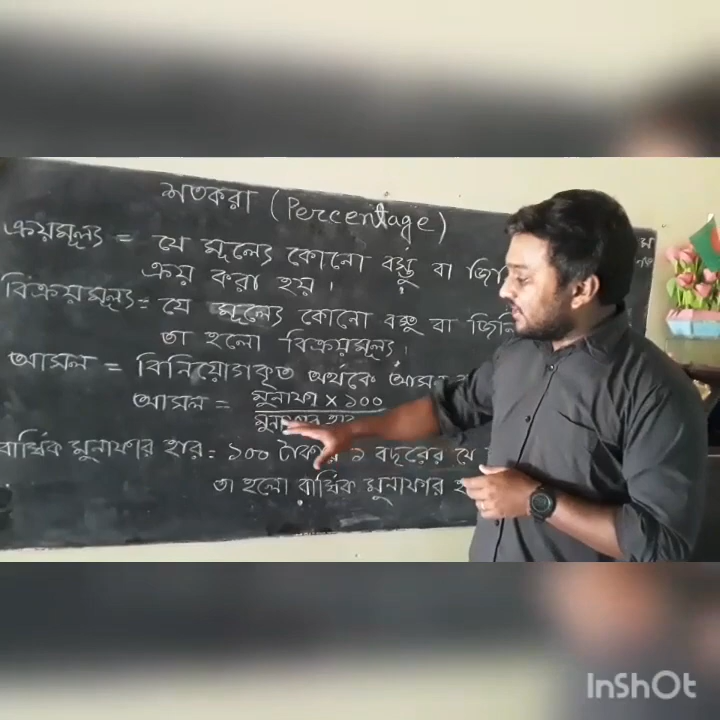 শতকরা (Percentage)
ক্রয়মূল্য = যে মূল্যে কোনো বস্তু বা জিনি
ক্রয় করা হয়।
বিক্রয়মূল্য = যে মূল্যে কোনো বস্তু বা জিনি
তা হলো বিক্রয়মূল্য।
আসল = বিনিয়োগকৃত অর্থকে আসল
আসল = মুনাফা × ১০০
মুনাফার হার
বার্ষিক মুনাফার হার = ১০০ টাকার ১ বছরের যে
তা হলো বার্ষিক মুনাফার হ
InShOt